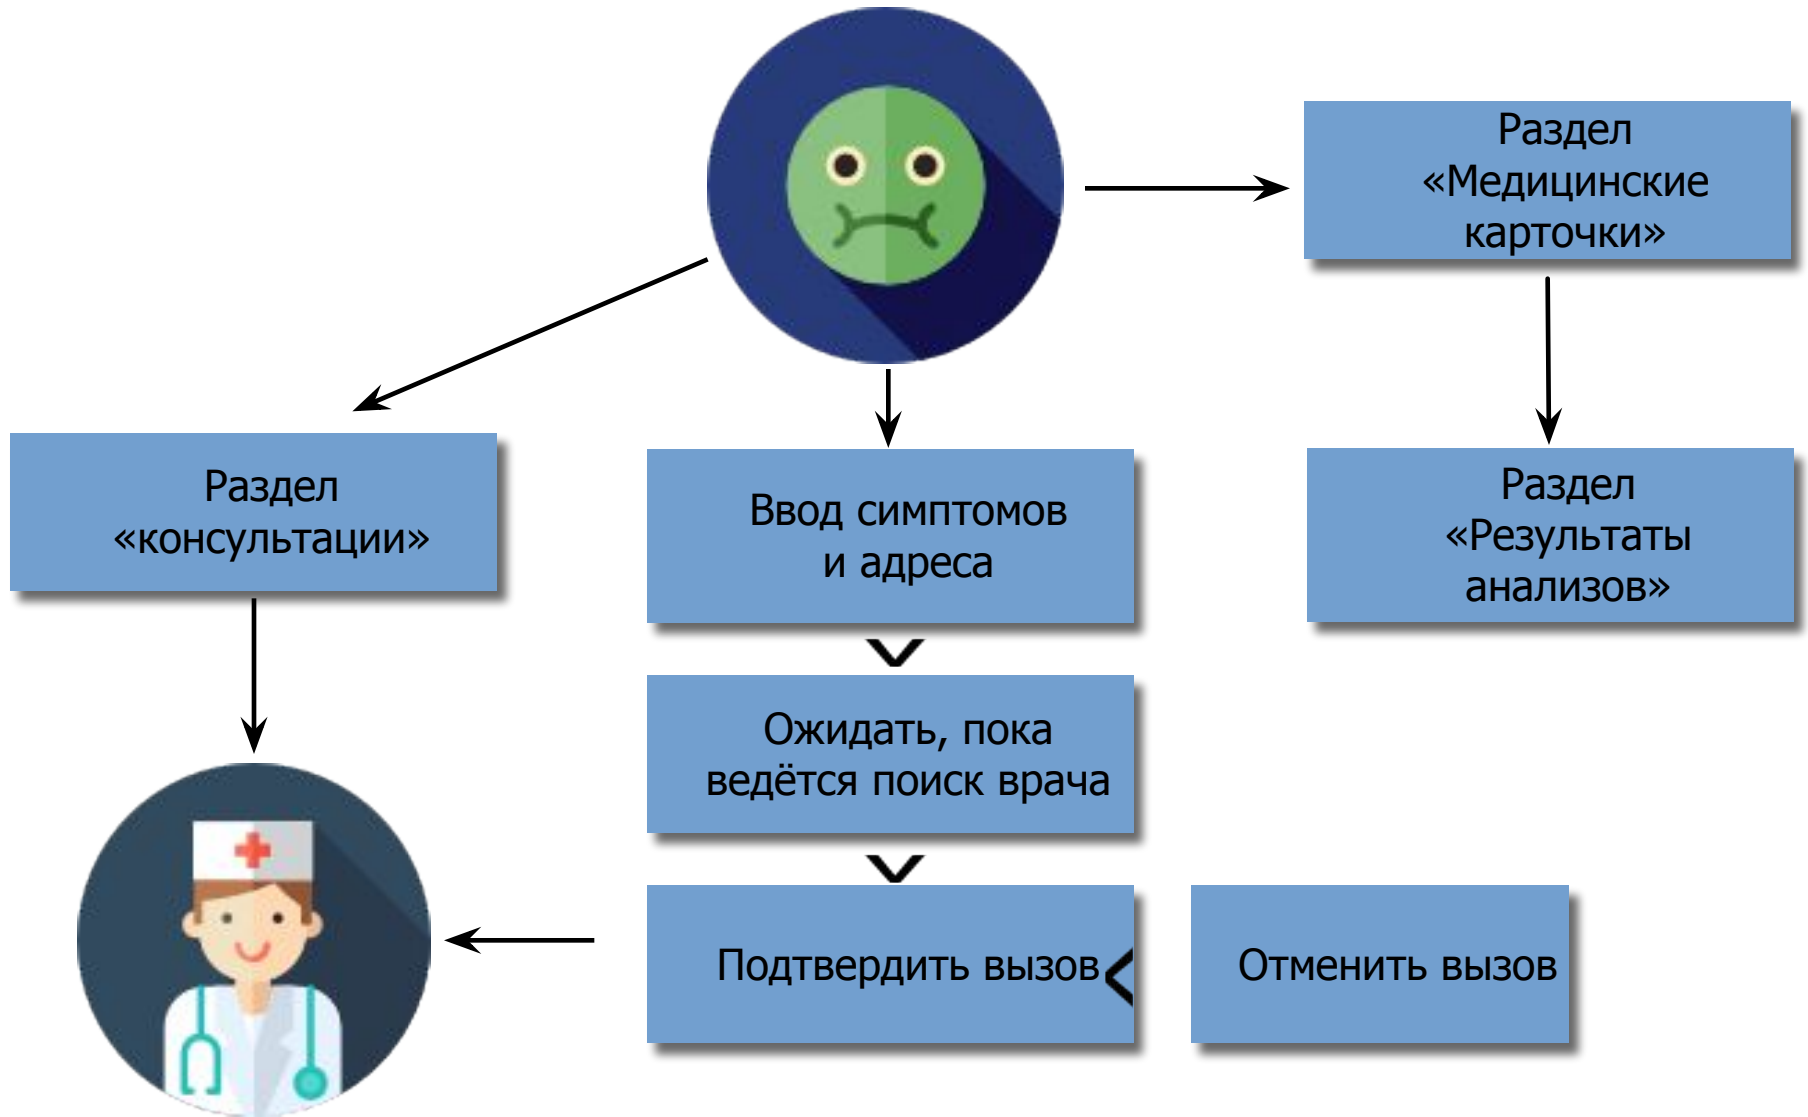 Раздел
«Медицинские
карточки»
Раздел
«консультации»
Ввод симптомов
и адреса
Раздел
«Результаты
анализов»
Ожидать, пока
ведётся поиск врача
Подтвердить вызов
Отменить вызов